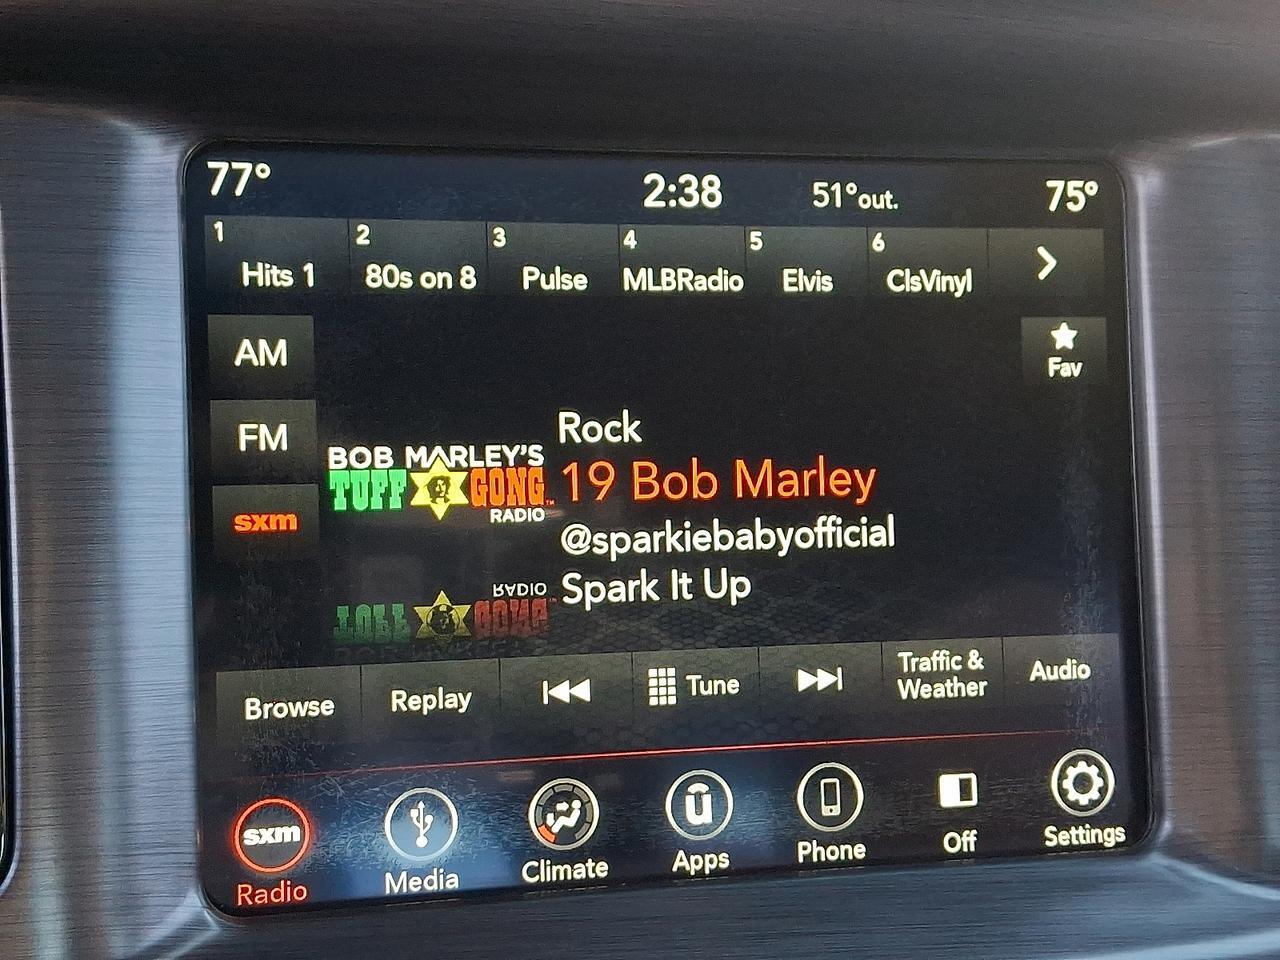 77° 2:38 51°out. 75°
1 2 3 4 5 6
Hits 1 80s on 8 Pulse MLBRadio Elvis ClsVinyl
AM
Fav
FM
sxm
BOB MARLEY'S
TUFF GONG™
RADIO
Rock
19 Bob Marley
@sparkiebabyofficial
Spark It Up
Browse Replay Tune Traffic & Weather Audio
sxm
Radio Media Climate Apps Phone Off Settings